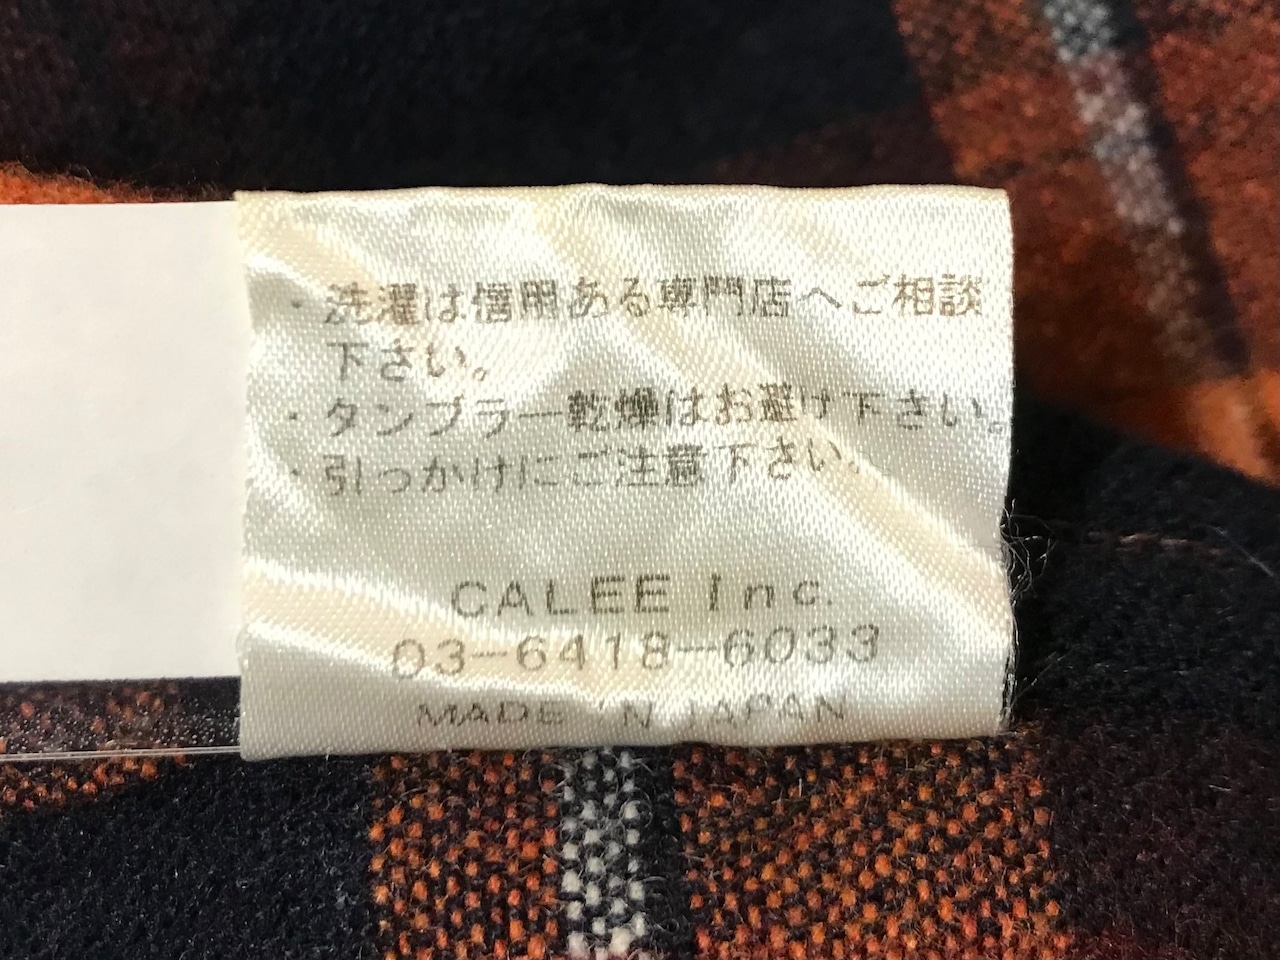 ・洗濯は信用ある専門店へご相談
下さい。
・タンブラー乾燥はお避け下さい。
・引っかけにご注意下さい。
CALEE Inc.
03-6418-6033
MADE IN JAPAN